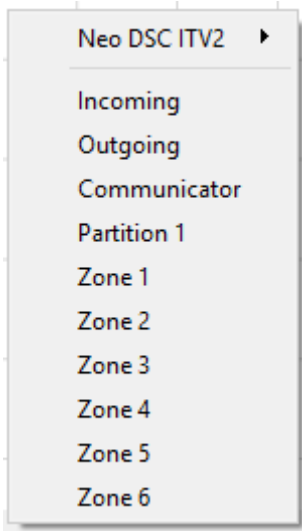 Neo DSC ITV2
Incoming
Outgoing
Communicator
Partition 1
Zone 1
Zone 2
Zone 3
Zone 4
Zone 5
Zone 6